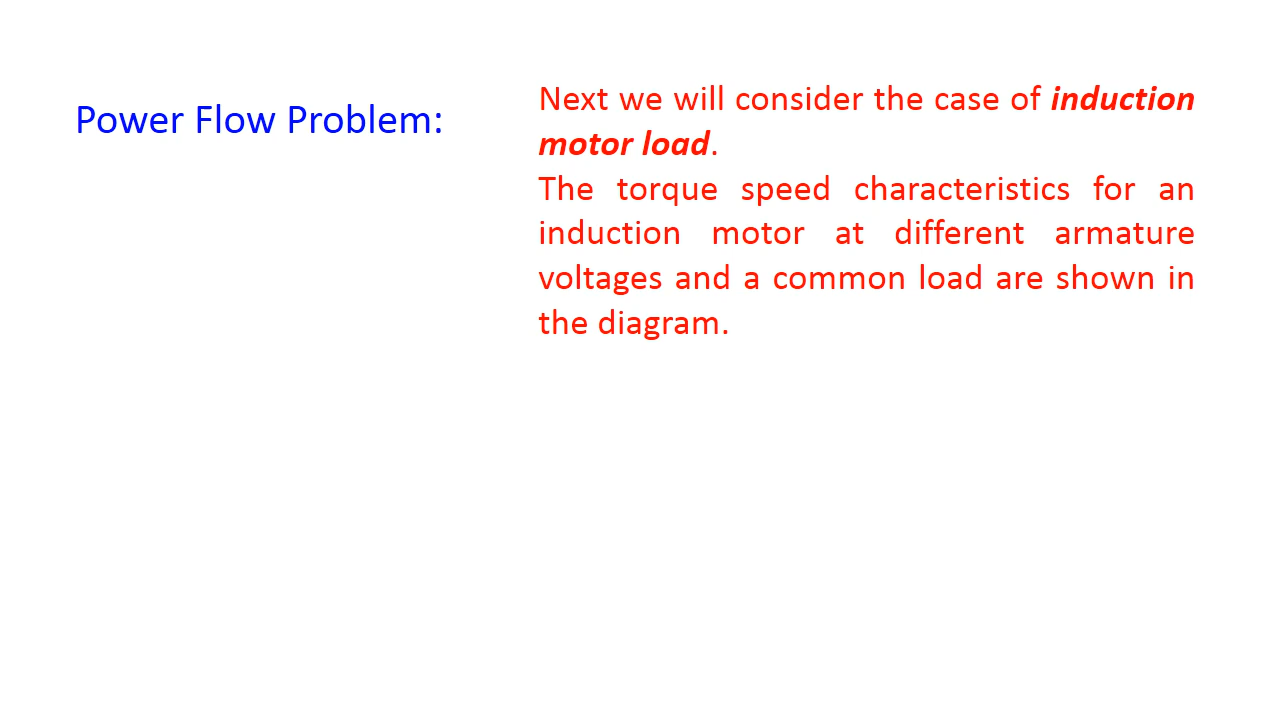 Power Flow Problem:
Next we will consider the case of induction
motor load.
The torque speed characteristics for an
induction motor at different armature
voltages and a common load are shown in
the diagram.